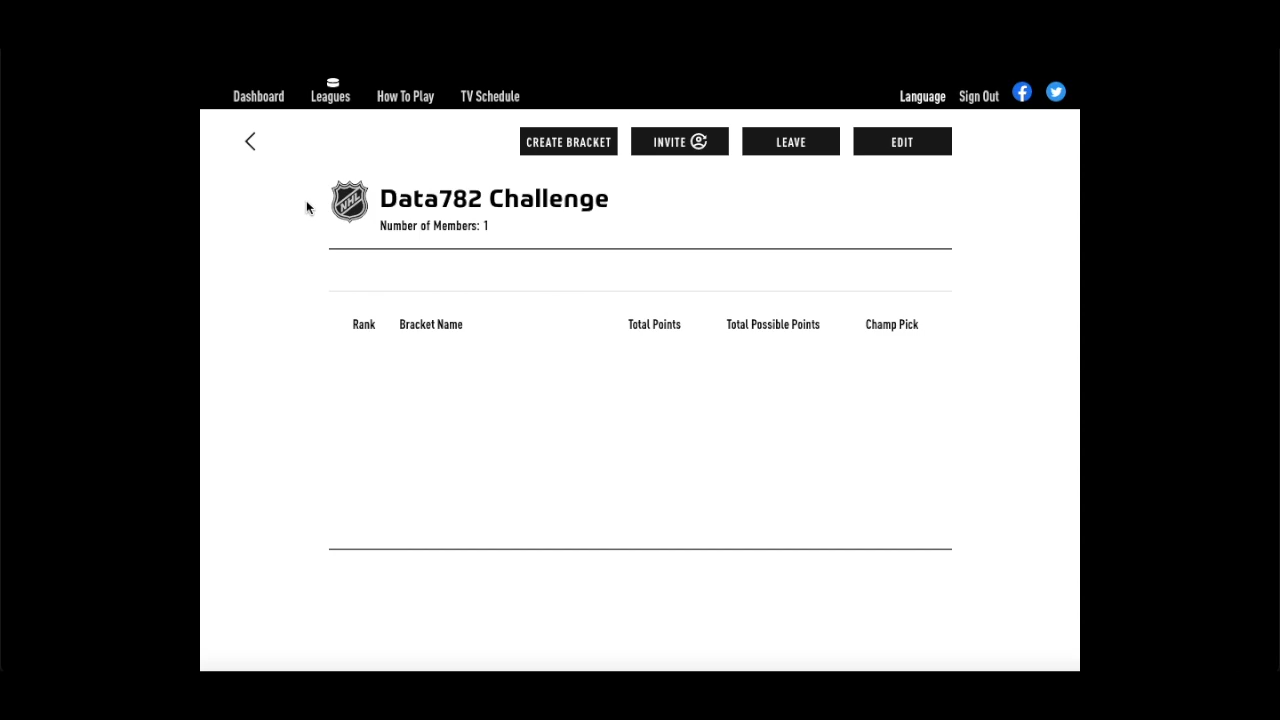 Dashboard Leagues How To Play TV Schedule Language Sign Out
CREATE BRACKET INVITE LEAVE EDIT
NHL Data782 Challenge
Number of Members: 1
Rank Bracket Name Total Points Total Possible Points Champ Pick